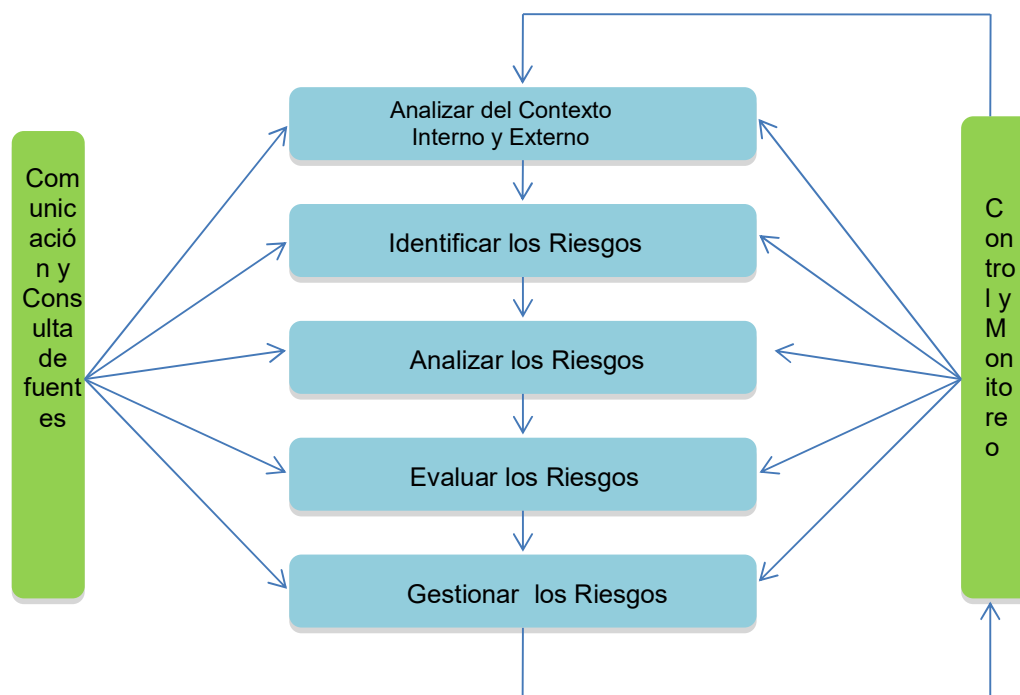 Analizar del Contexto
Interno y Externo
Com
unic
ació
n y
Cons
ulta
de
fuent
es
Identificar los Riesgos
Analizar los Riesgos
Evaluar los Riesgos
Gestionar los Riesgos
C
on
tro
l y
M
on
ito
re
o